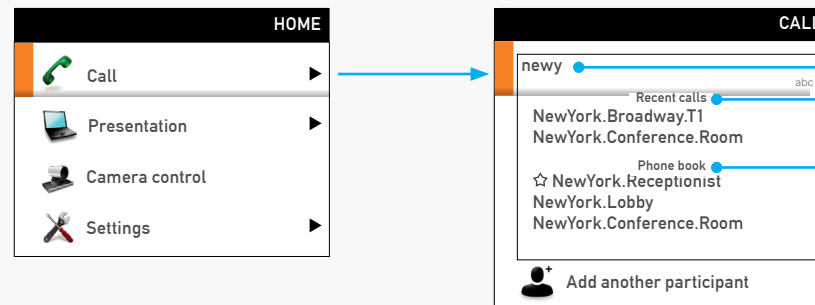 HOME
Call
Presentation
Camera control
Settings
CALL
newy
abc
Recent calls
NewYork.Broadway.T1
NewYork.Conference.Room
Phone book
NewYork.Receptionist
NewYork.Lobby
NewYork.Conference.Room
Add another participant